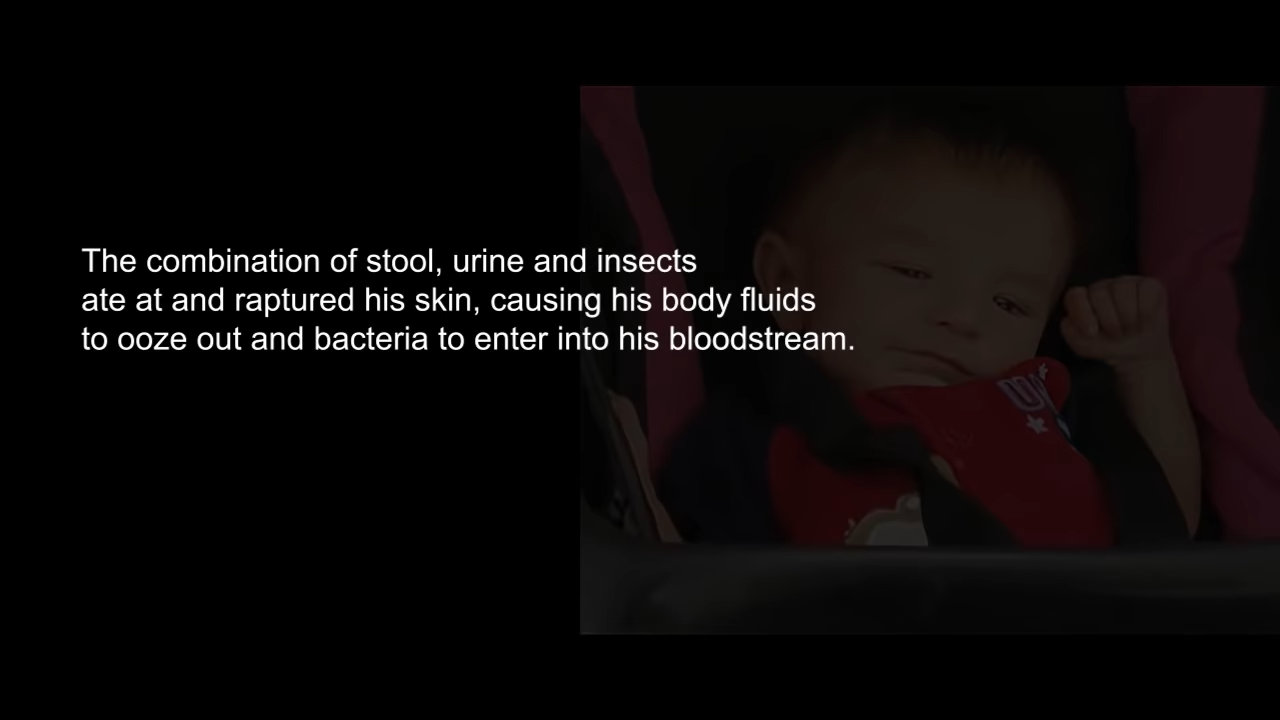 The combination of stool, urine and insects
ate at and raptured his skin, causing his body fluids
to ooze out and bacteria to enter into his bloodstream.